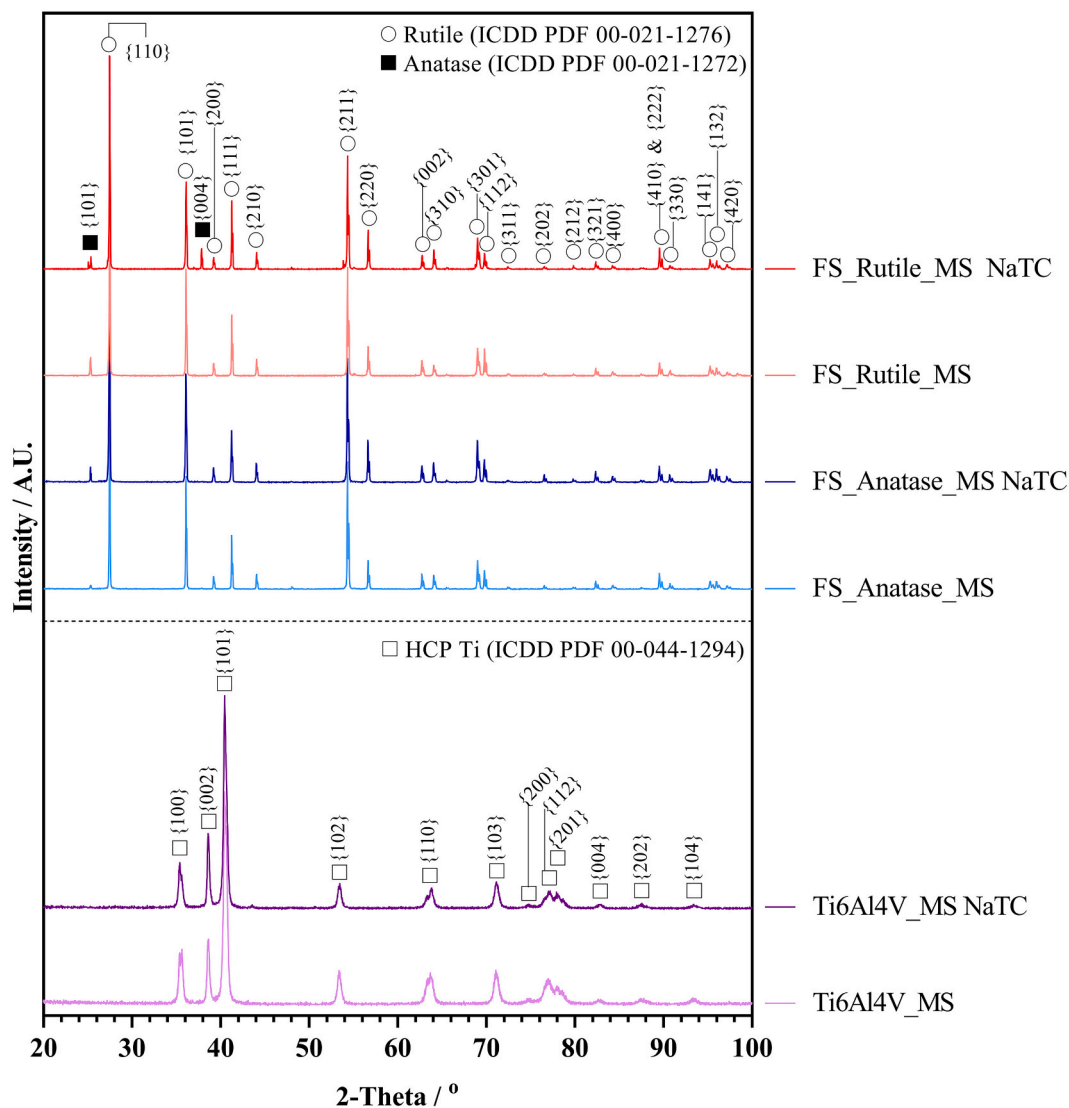 ○ Rutile (ICDD PDF 00-021-1276)
■ Anatase (ICDD PDF 00-021-1272)
{110}
{101}
{101}
{004}
{200}
{111}
{210}
{211}
{220}
{002}
{310}
{301}
{112}
{311}
{202}
{212}
{321}
{400}
{410} & {222}
{330}
{141}
{132}
{420}
FS_Rutile_MS NaTC
FS_Rutile_MS
FS_Anatase_MS NaTC
FS_Anatase_MS
□ HCP Ti (ICDD PDF 00-044-1294)
{100}
{002}
{101}
{102}
{110}
{103}
{200}
{112}
{201}
{004}
{202}
{104}
Ti6Al4V_MS NaTC
Ti6Al4V_MS
Intensity / A.U.
20 30 40 50 60 70 80 90 100
2-Theta / º